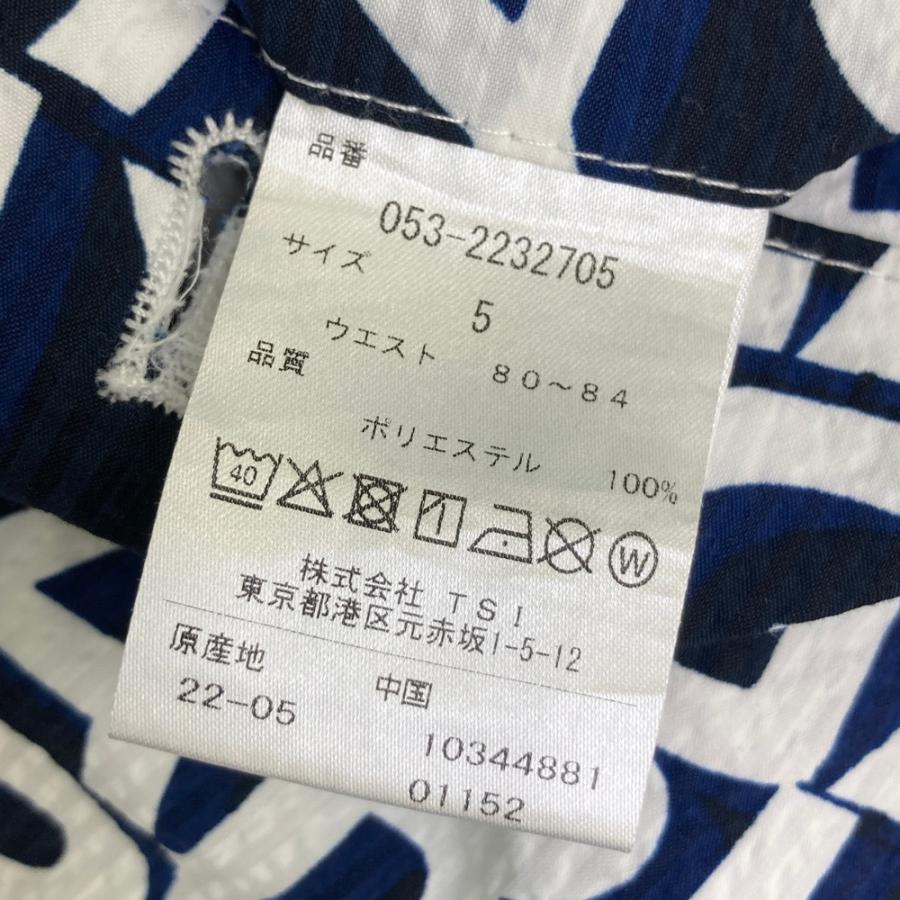 品番
053-2232705
サイズ
5
ウエスト 80～84
品質
ポリエステル 100%
40
W
株式会社 TSI
東京都港区元赤坂1-5-12
原産地 中国
22-05
10344881
01152